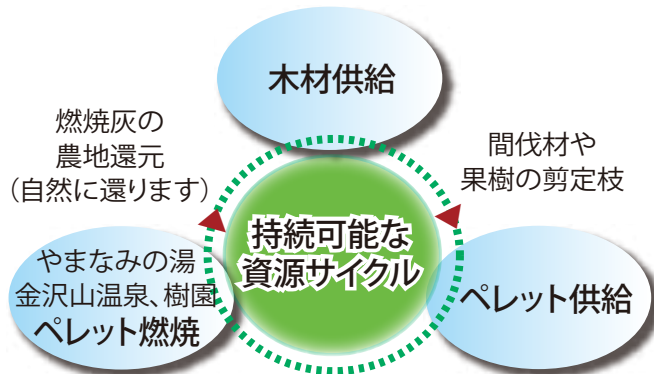 木材供給
燃焼灰の
農地還元
（自然に還ります）
間伐材や
果樹の剪定枝
持続可能な
資源サイクル
やまなみの湯
金沢山温泉、樹園
ペレット燃焼
ペレット供給